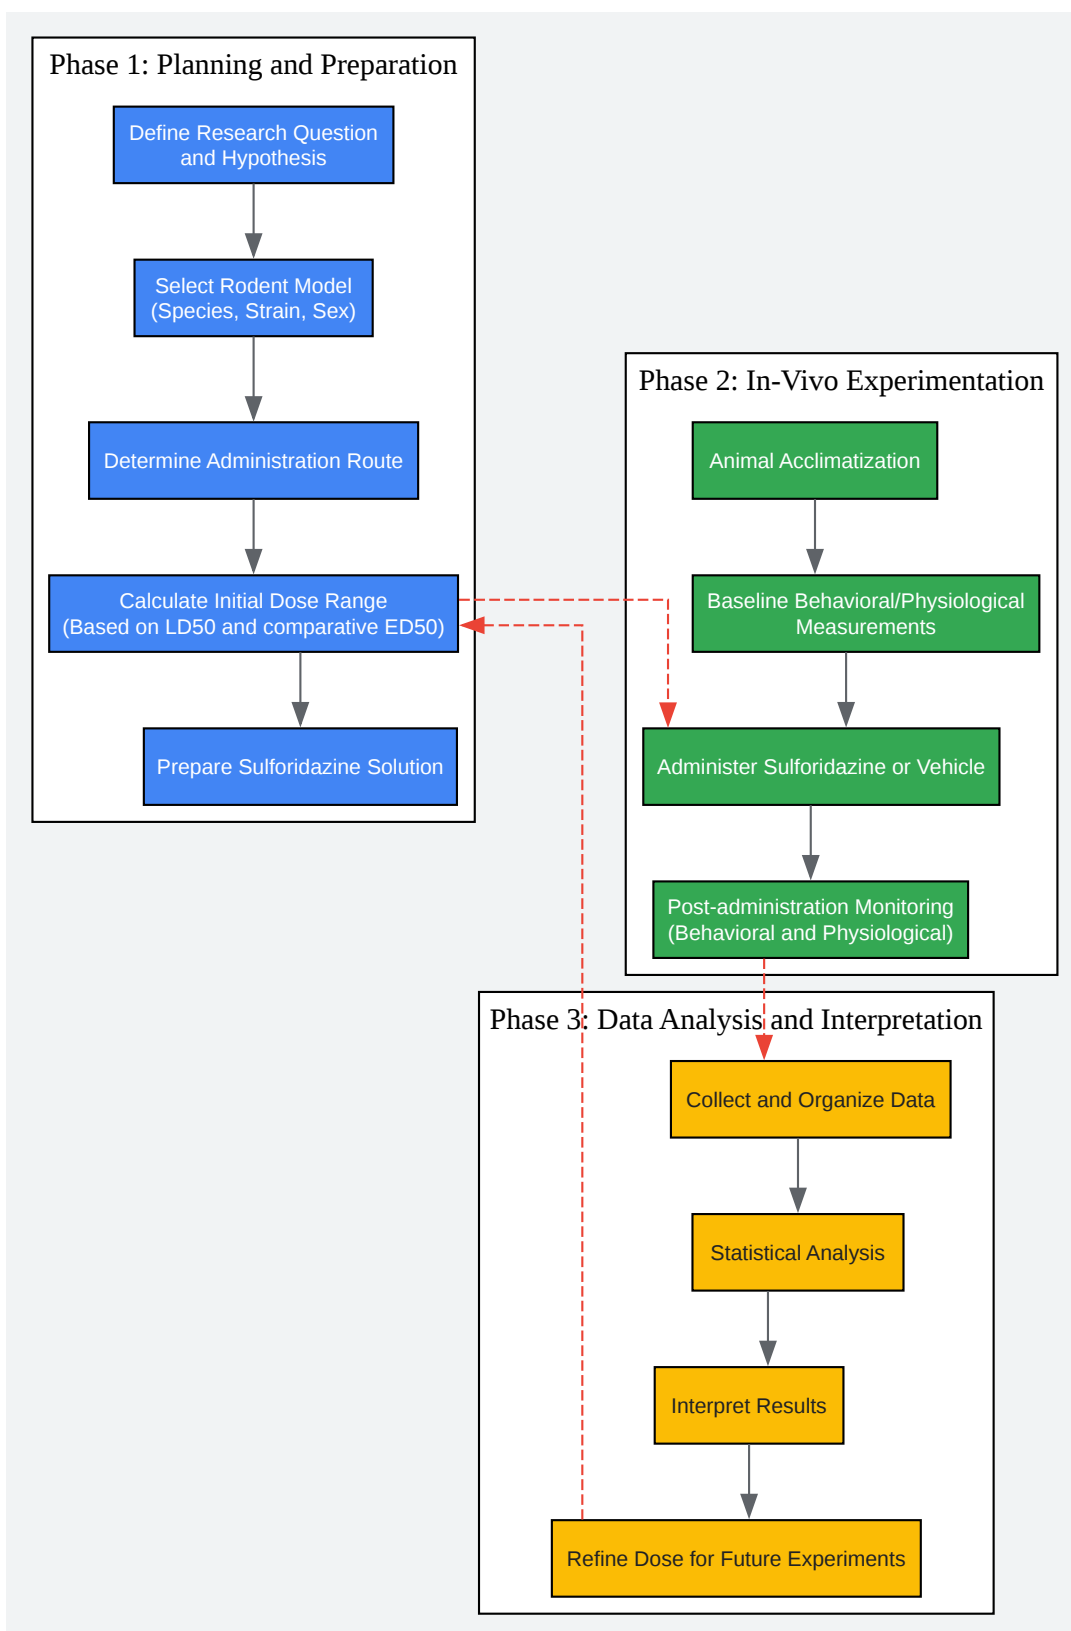 Phase 1: Planning and Preparation
Define Research Question
and Hypothesis
Select Rodent Model
(Species, Strain, Sex)
Determine Administration Route
Calculate Initial Dose Range
(Based on LD50 and comparative ED50)
Prepare Sulforidazine Solution
Phase 2: In-Vivo Experimentation
Animal Acclimatization
Baseline Behavioral/Physiological
Measurements
Administer Sulforidazine or Vehicle
Post-administration Monitoring
(Behavioral and Physiological)
Phase 3: Data Analysis and Interpretation
Collect and Organize Data
Statistical Analysis
Interpret Results
Refine Dose for Future Experiments